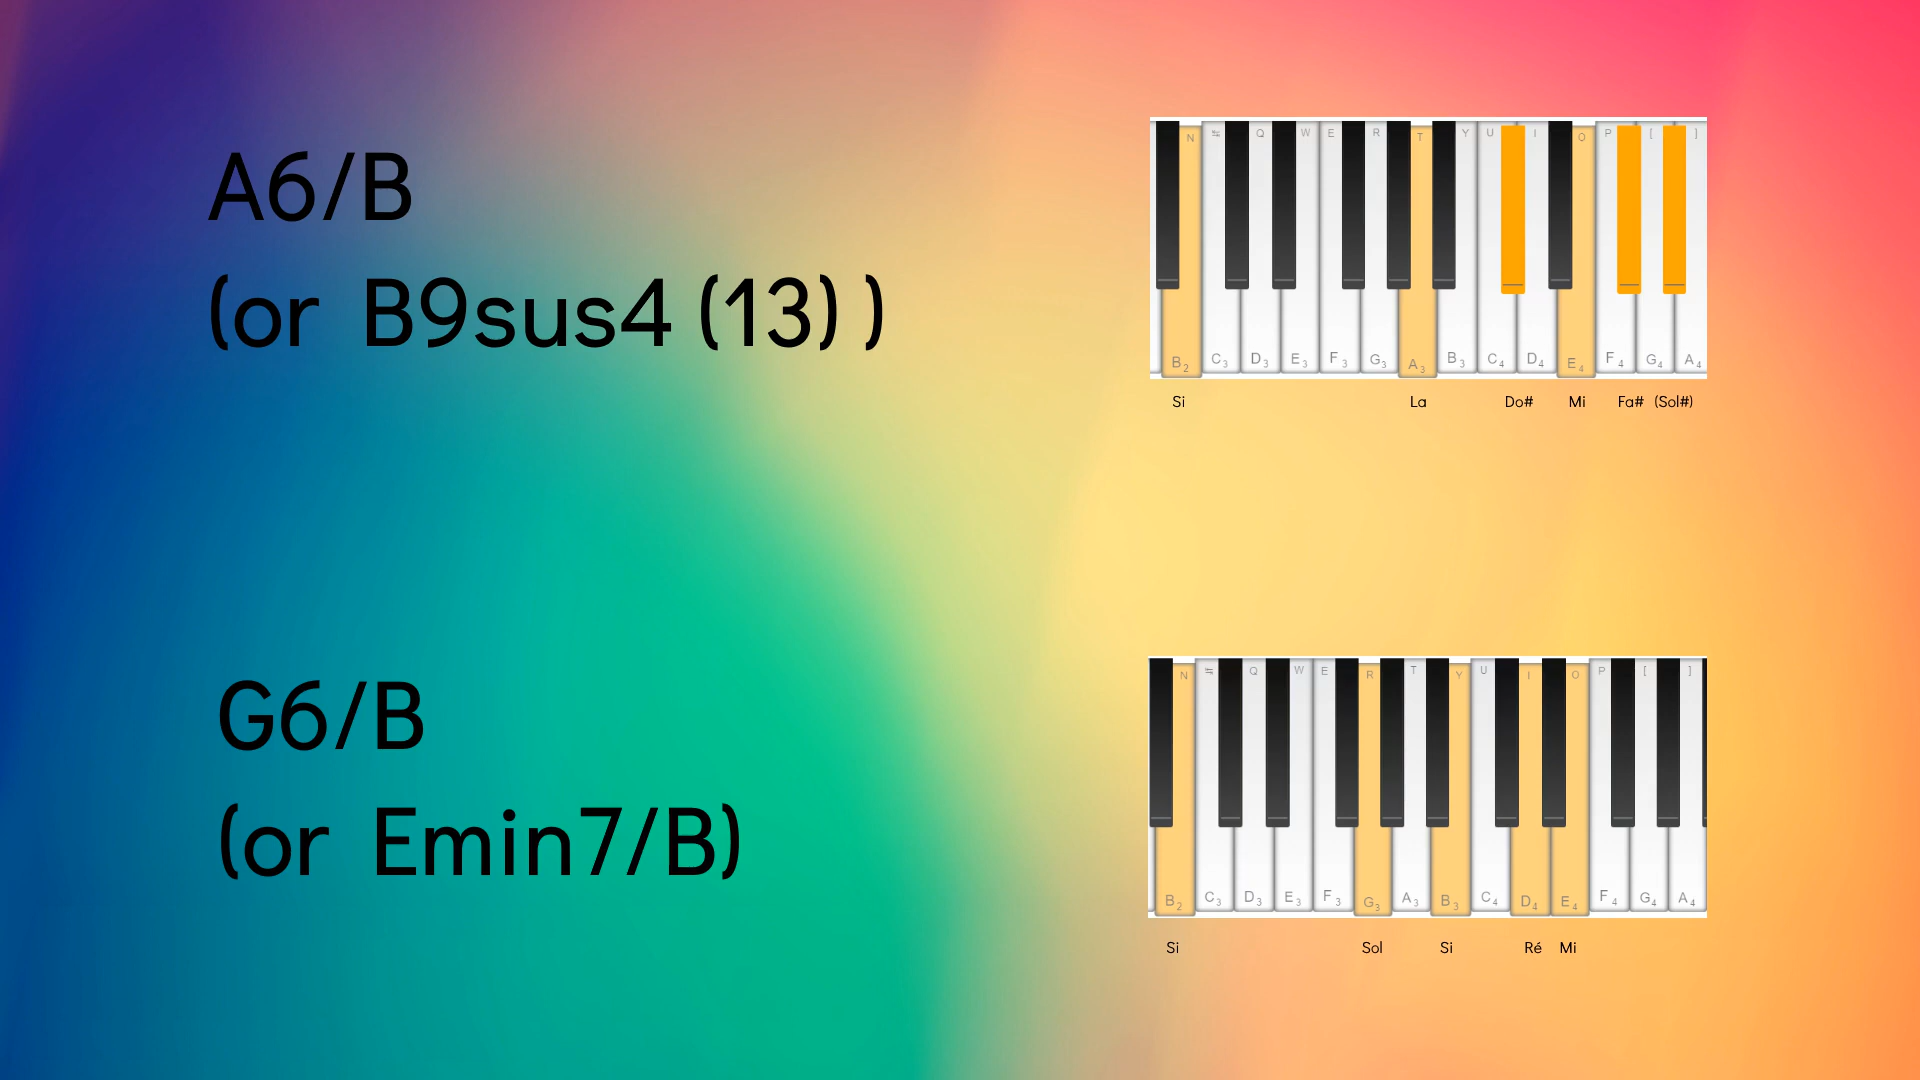 A6/B
(or B9sus4 (13) )
N ↹ Q W E R T Y U I O P [ ]
B2 C3 D3 E3 F3 G3 A3 B3 C4 D4 E4 F4 G4 A4
Si La Do# Mi Fa# (Sol#)
G6/B
(or Emin7/B)
N ↹ Q W E R T Y U I O P [ ]
B2 C3 D3 E3 F3 G3 A3 B3 C4 D4 E4 F4 G4 A4
Si Sol Si Ré Mi